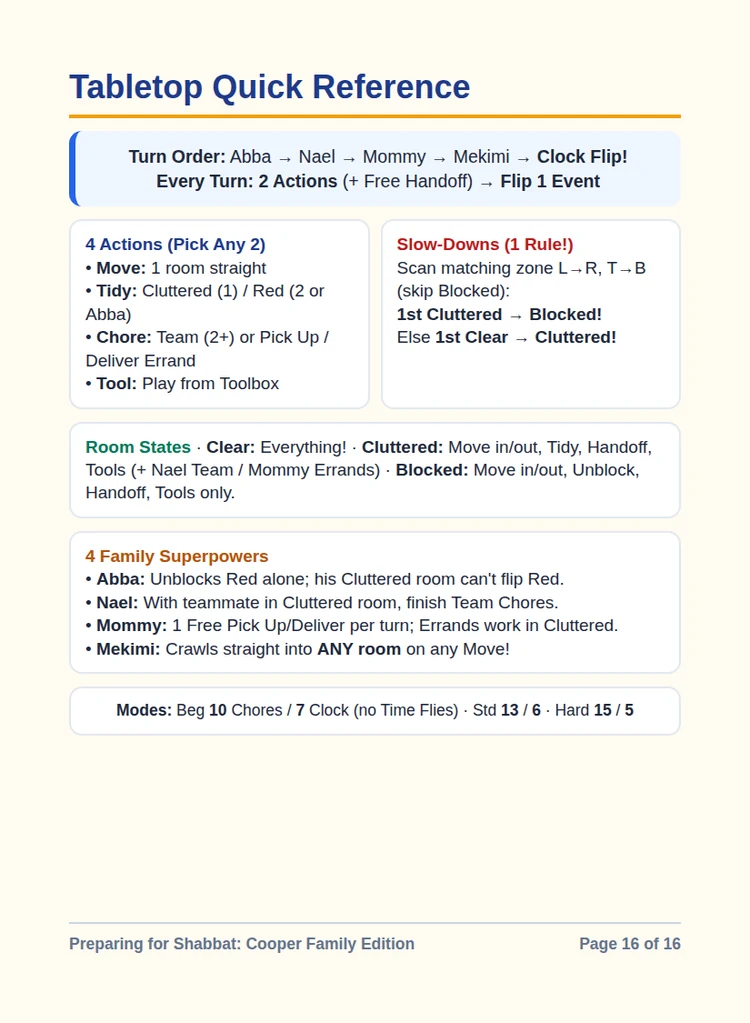 Tabletop Quick Reference
Turn Order: Abba → Nael → Mommy → Mekimi → Clock Flip!
Every Turn: 2 Actions (+ Free Handoff) → Flip 1 Event
4 Actions (Pick Any 2)
• Move: 1 room straight
• Tidy: Cluttered (1) / Red (2 or
Abba)
• Chore: Team (2+) or Pick Up /
Deliver Errand
• Tool: Play from Toolbox
Slow-Downs (1 Rule!)
Scan matching zone L→R, T→B
(skip Blocked):
1st Cluttered → Blocked!
Else 1st Clear → Cluttered!
Room States · Clear: Everything! · Cluttered: Move in/out, Tidy, Handoff,
Tools (+ Nael Team / Mommy Errands) · Blocked: Move in/out, Unblock,
Handoff, Tools only.
4 Family Superpowers
• Abba: Unblocks Red alone; his Cluttered room can't flip Red.
• Nael: With teammate in Cluttered room, finish Team Chores.
• Mommy: 1 Free Pick Up/Deliver per turn; Errands work in Cluttered.
• Mekimi: Crawls straight into ANY room on any Move!
Modes: Beg 10 Chores / 7 Clock (no Time Flies) · Std 13 / 6 · Hard 15 / 5
Preparing for Shabbat: Cooper Family Edition
Page 16 of 16